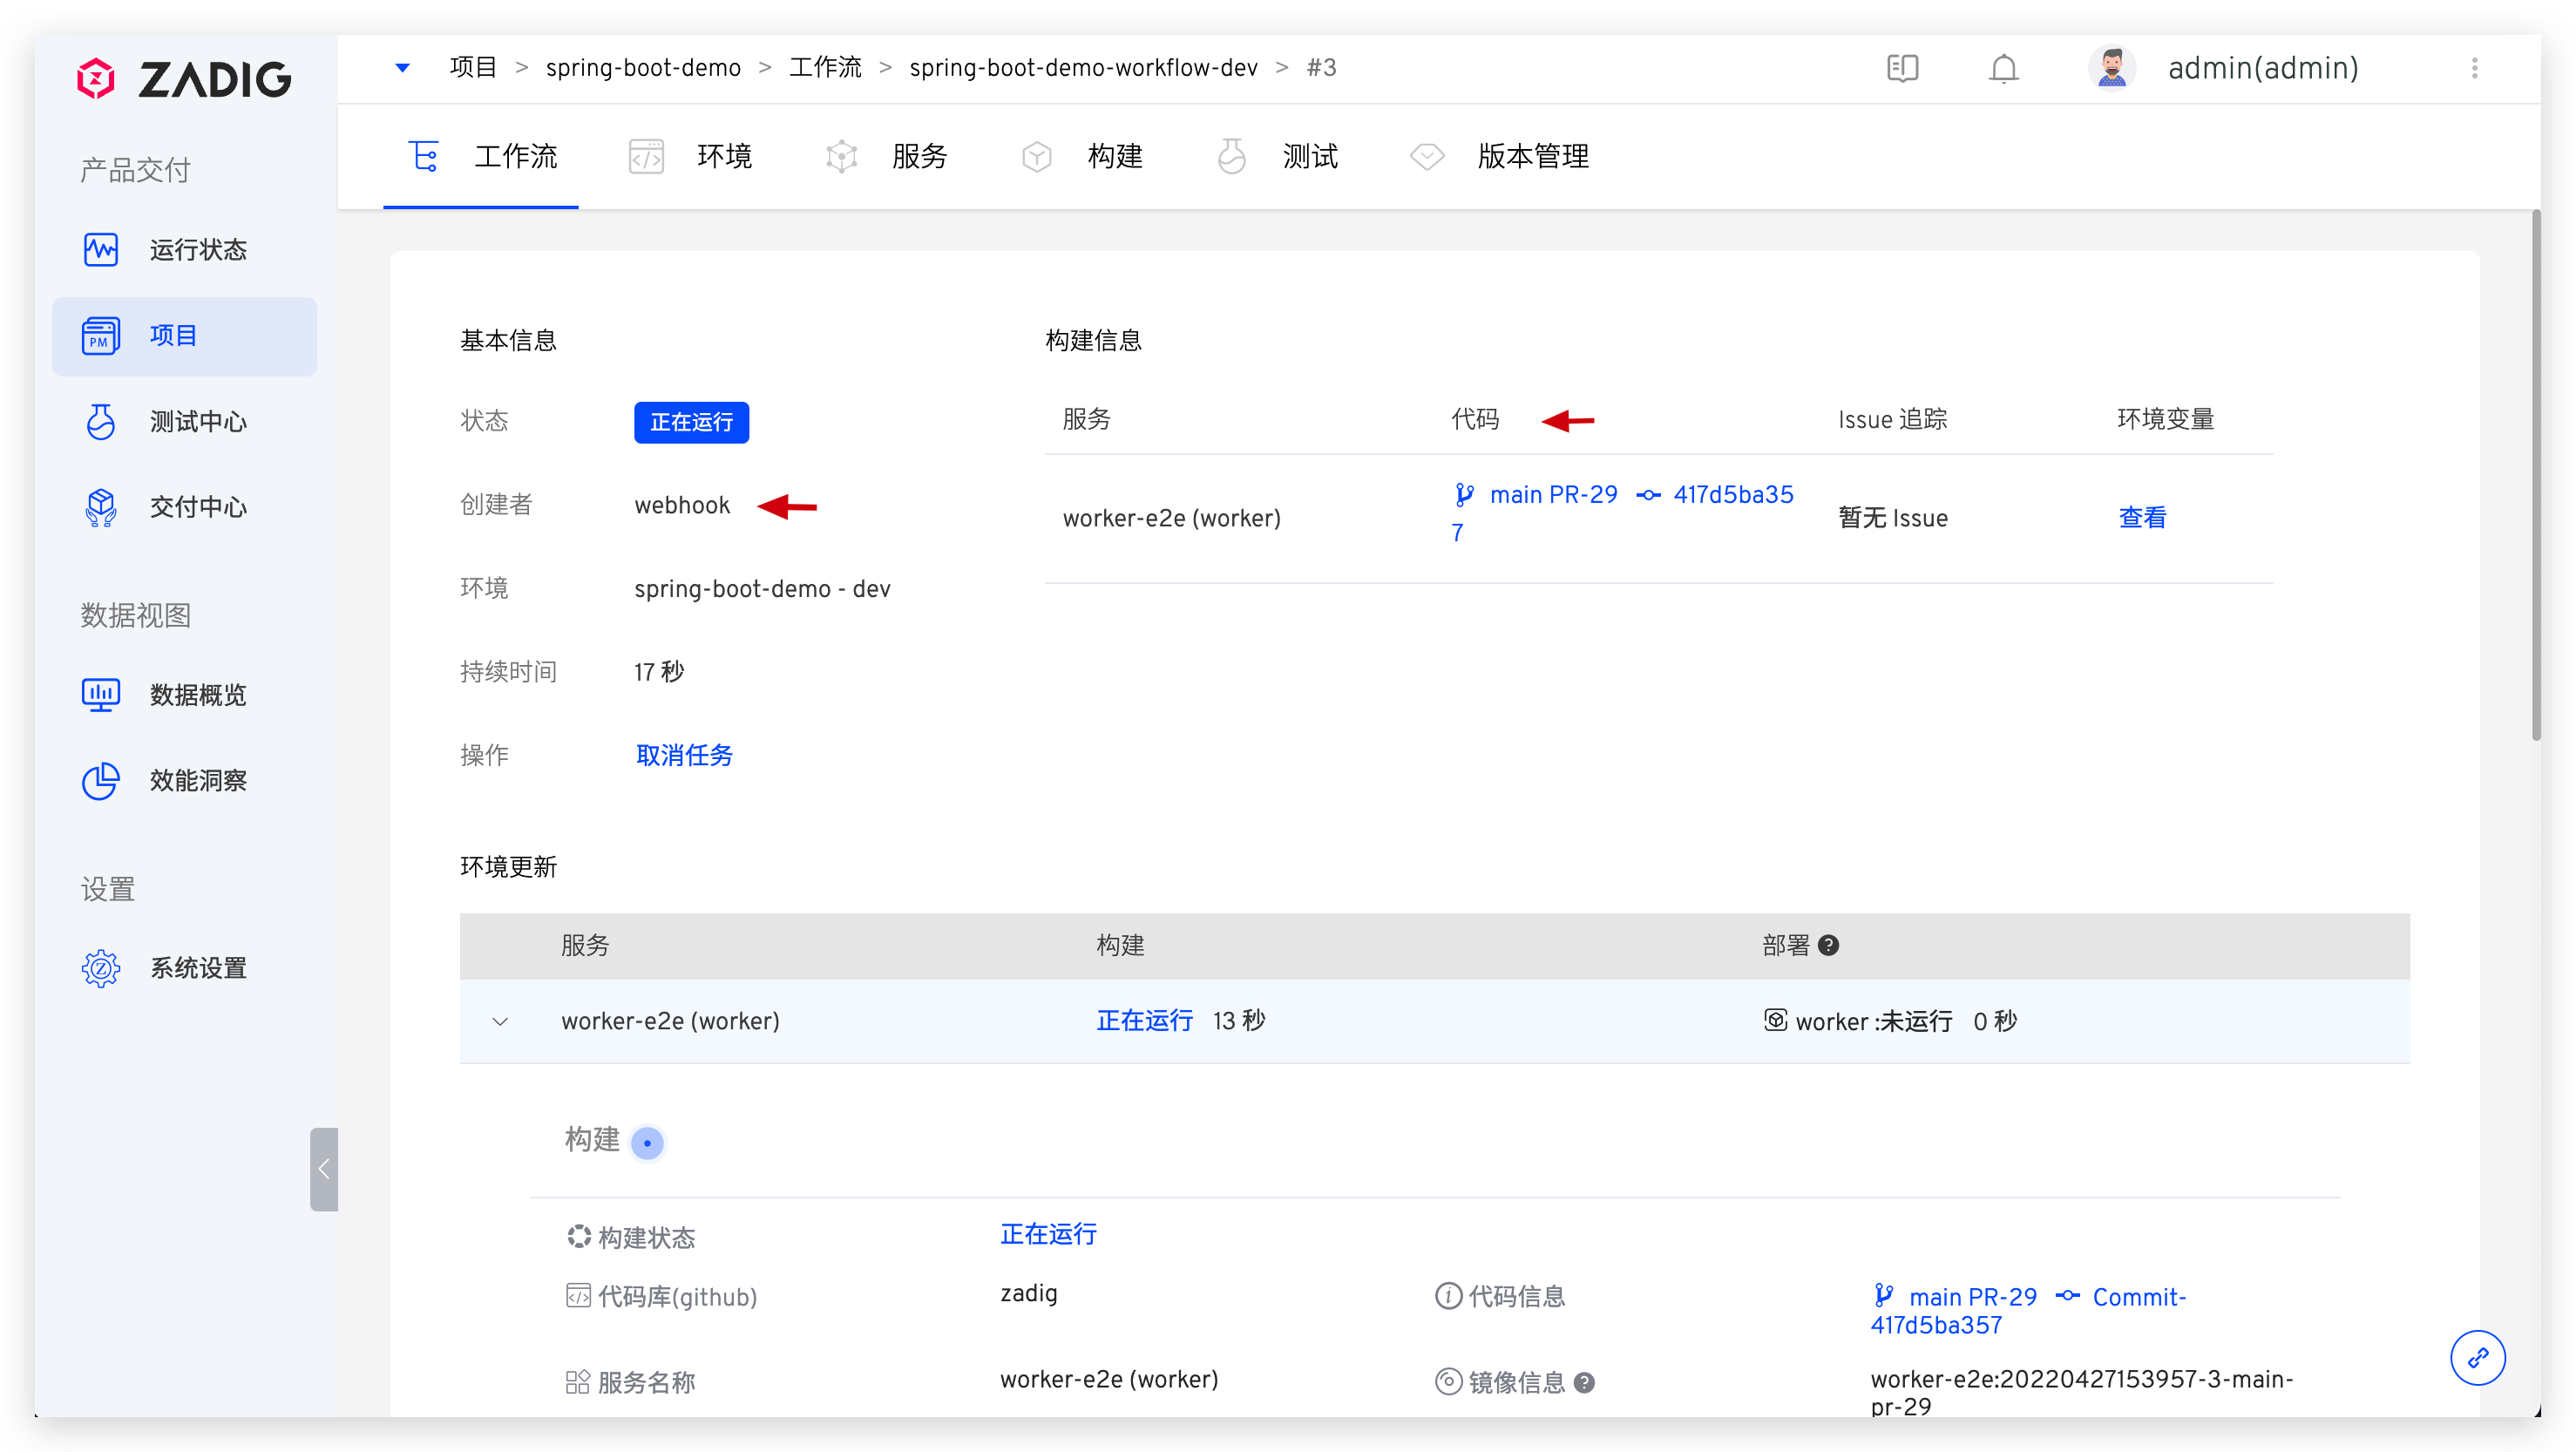 ZADIG
项目 > spring-boot-demo > 工作流 > spring-boot-demo-workflow-dev > #3
admin(admin)
工作流 环境 服务 构建 测试 版本管理
产品交付
运行状态
PM 项目
测试中心
交付中心
数据视图
数据概览
效能洞察
设置
系统设置
基本信息
状态 正在运行
创建者 webhook
环境 spring-boot-demo - dev
持续时间 17 秒
操作 取消任务
构建信息
服务 代码 Issue 追踪 环境变量
worker-e2e (worker) main PR-29 417d5ba35 暂无 Issue 查看
7
环境更新
服务 构建 部署
worker-e2e (worker) 正在运行 13 秒 worker :未运行 0 秒
构建
构建状态 正在运行
代码库(github) zadig 代码信息 main PR-29 Commit-
417d5ba357
服务名称 worker-e2e (worker) 镜像信息 worker-e2e:20220427153957-3-main-
pr-29